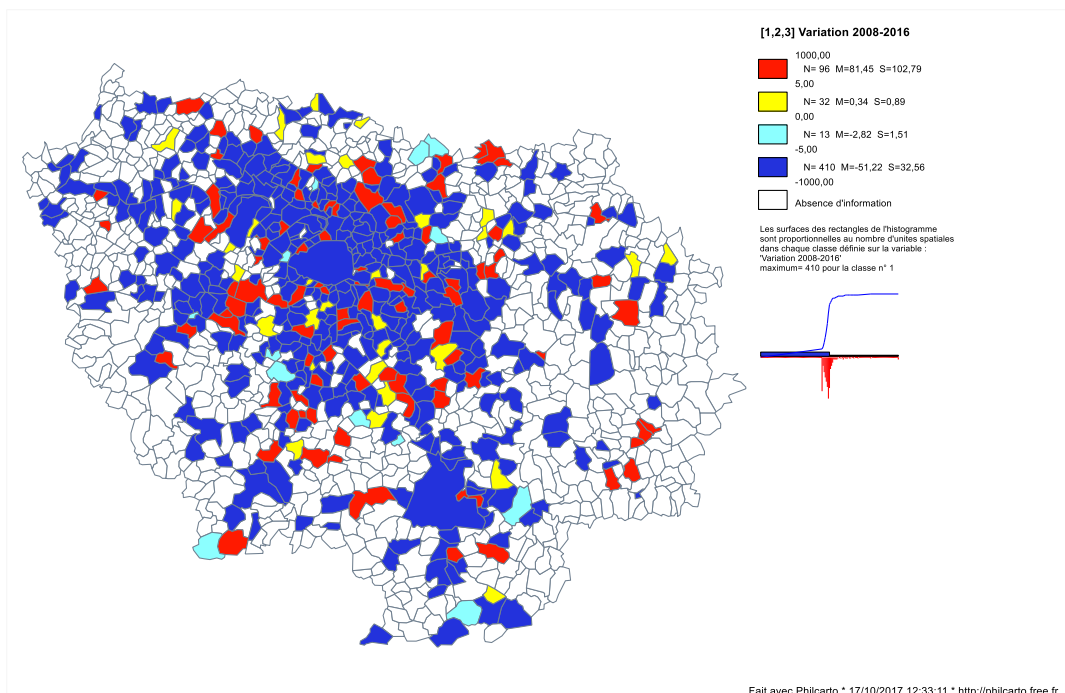 [1,2,3] Variation 2008-2016
1000,00
N= 96 M=81,45 S=102,79
5,00
N= 32 M=0,34 S=0,89
0,00
N= 13 M=-2,82 S=1,51
-5,00
N= 410 M=-51,22 S=32,56
-1000,00
Absence d'information
Les surfaces des rectangles de l'histogramme
sont proportionnelles au nombre d'unites spatiales
dans chaque classe définie sur la variable :
'Variation 2008-2016'
maximum= 410 pour la classe n° 1
Fait avec Philcarto * 17/10/2017 12:33:11 * http://philcarto.free.fr